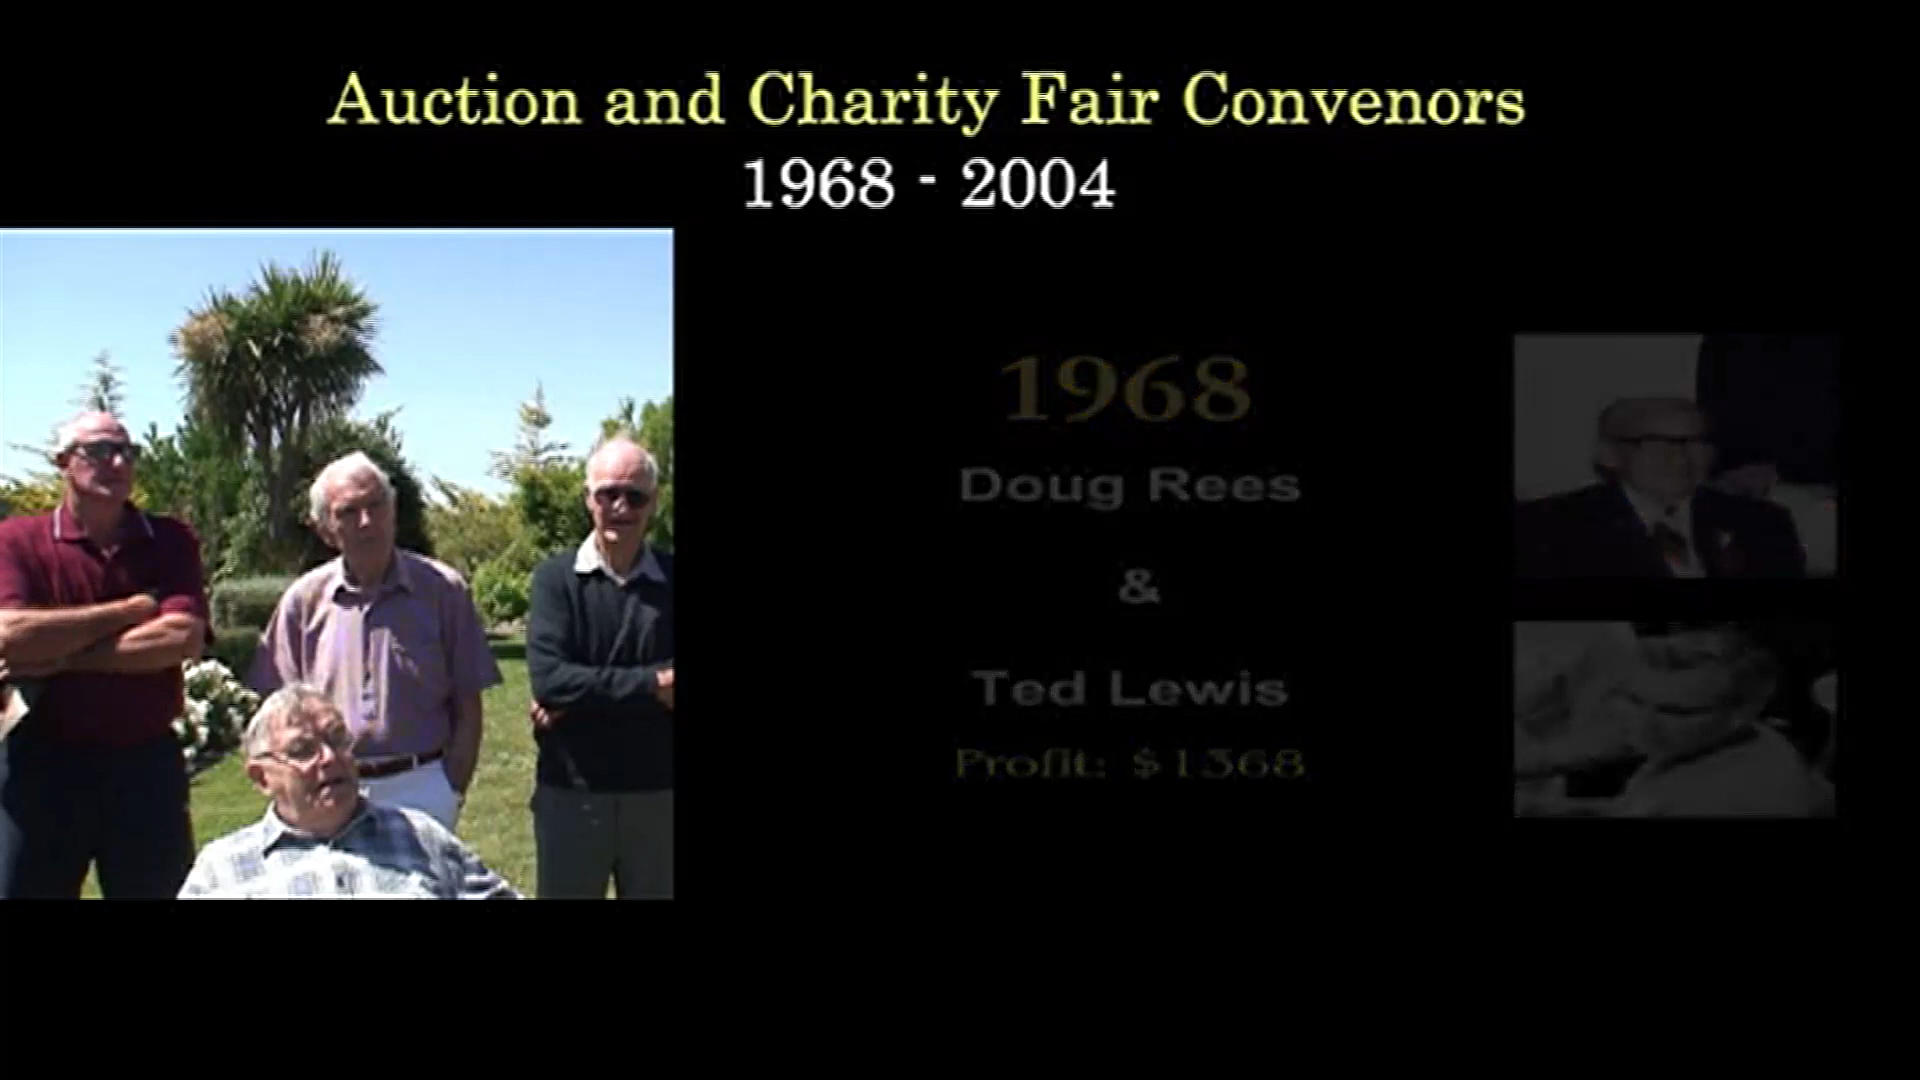 Auction and Charity Fair Convenors
1968 - 2004
1968
Doug Rees
&
Ted Lewis
Profit: $1368